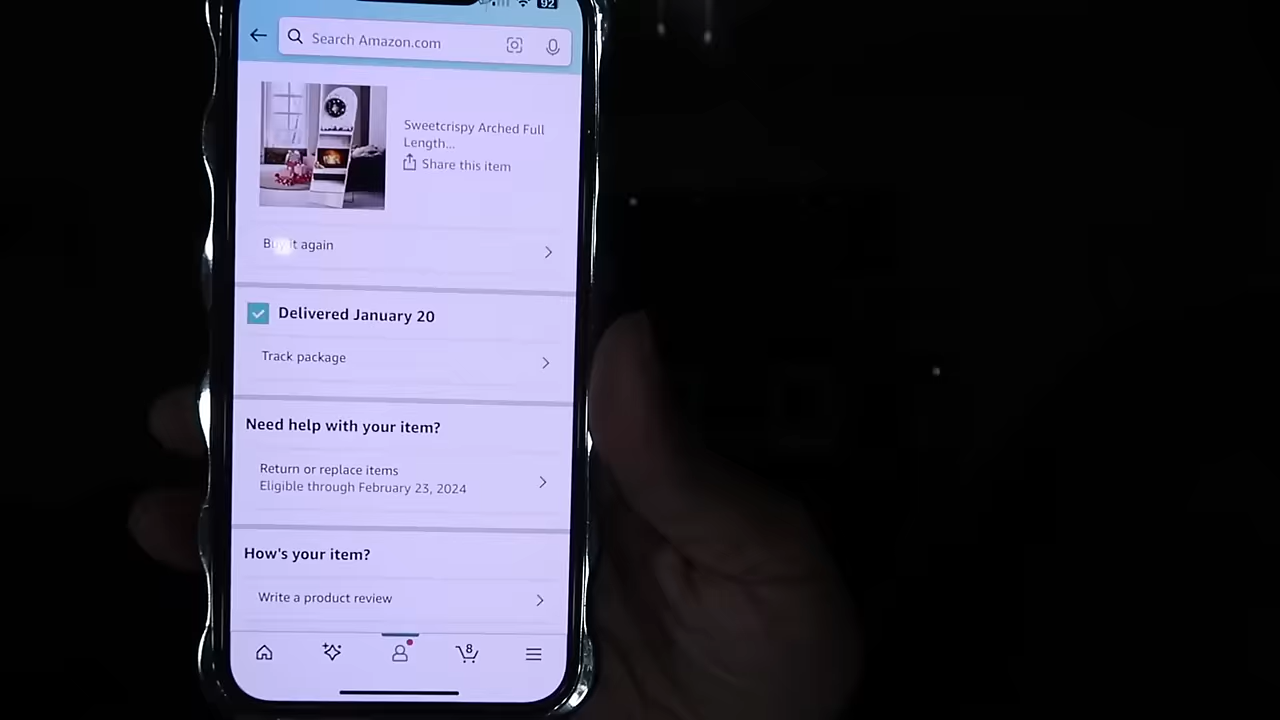 92
Search Amazon.com
Sweetcrispy Arched Full
Length...
Share this item
Buy it again
Delivered January 20
Track package
Need help with your item?
Return or replace items
Eligible through February 23, 2024
How's your item?
Write a product review
8